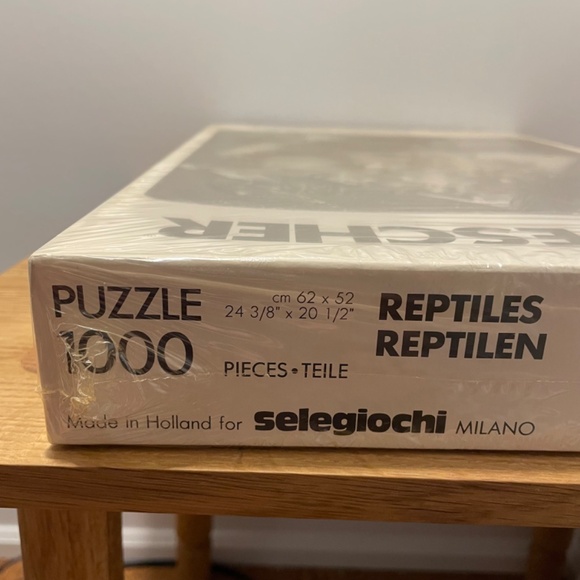 ESCHER
PUZZLE
1000
cm 62 x 52
24 3/8" x 20 1/2"
PIECES • TEILE
REPTILES
REPTILEN
Made in Holland for selegiochi MILANO